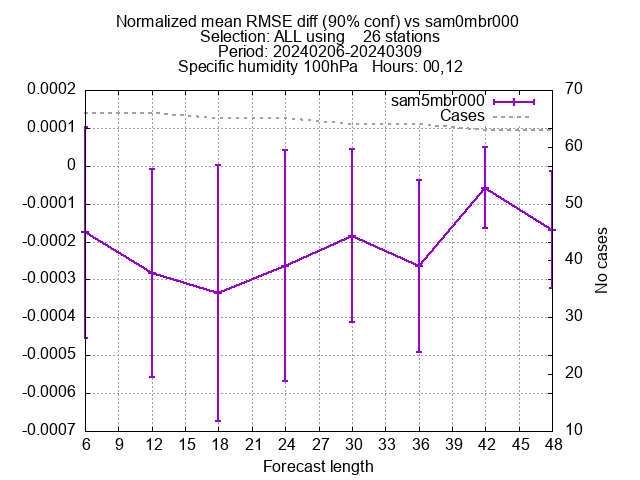 Normalized mean RMSE diff (90% conf) vs sam0mbr000
Selection: ALL using    26 stations
Period: 20240206-20240309
Specific humidity 100hPa   Hours: 00,12
sam5mbr000
Cases
0.0002
0.0001
0
-0.0001
-0.0002
-0.0003
-0.0004
-0.0005
-0.0006
-0.0007
70
60
50
40
30
20
10
No cases
6 9 12 15 18 21 24 27 30 33 36 39 42 45 48
Forecast length